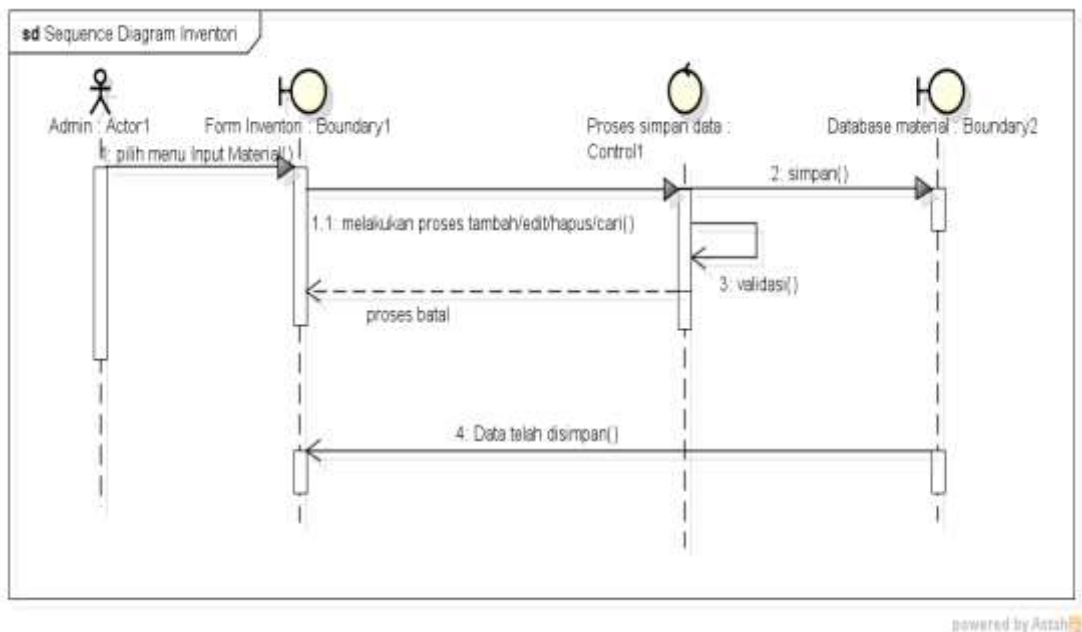 sd Sequence Diagram Inventori
Admin : Actor1
Form Inventori : Boundary1
Proses simpan data :
Control1
Database material : Boundary2
1: pilih menu Input Material()
2: simpan()
1.1: melakukan proses tambah/edit/hapus/cari()
3: validasi()
proses batal
4: Data telah disimpan()
powered by Astah